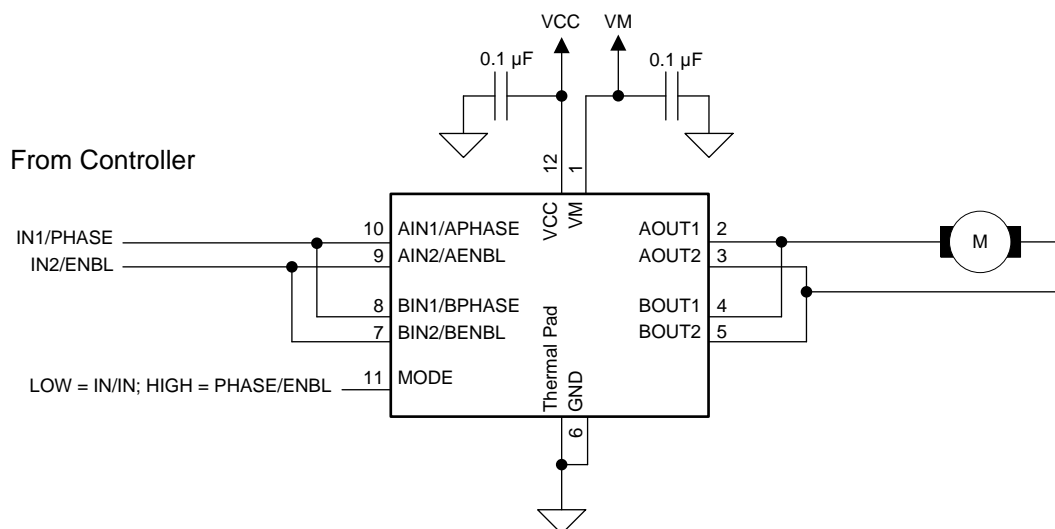 VCC
VM
0.1 µF
0.1 µF
From Controller
12
1
VCC
VM
IN1/PHASE
10
AIN1/APHASE
AOUT1
2
M
IN2/ENBL
9
AIN2/AENBL
AOUT2
3
8
BIN1/BPHASE
BOUT1
4
7
BIN2/BENBL
BOUT2
5
LOW = IN/IN; HIGH = PHASE/ENBL
11
MODE
Thermal Pad
GND
6